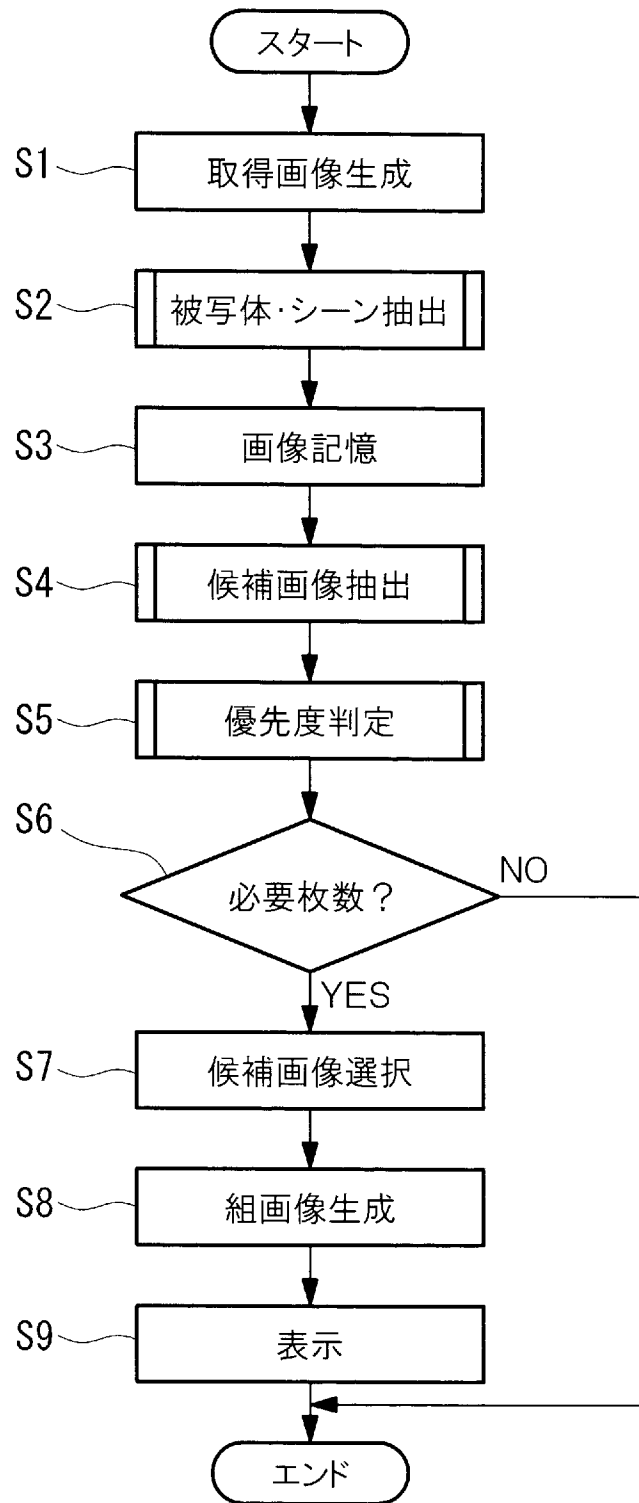 スタート
S1 取得画像生成
S2 被写体・シーン抽出
S3 画像記憶
S4 候補画像抽出
S5 優先度判定
S6 必要枚数?
NO
YES
S7 候補画像選択
S8 組画像生成
S9 表示
エンド